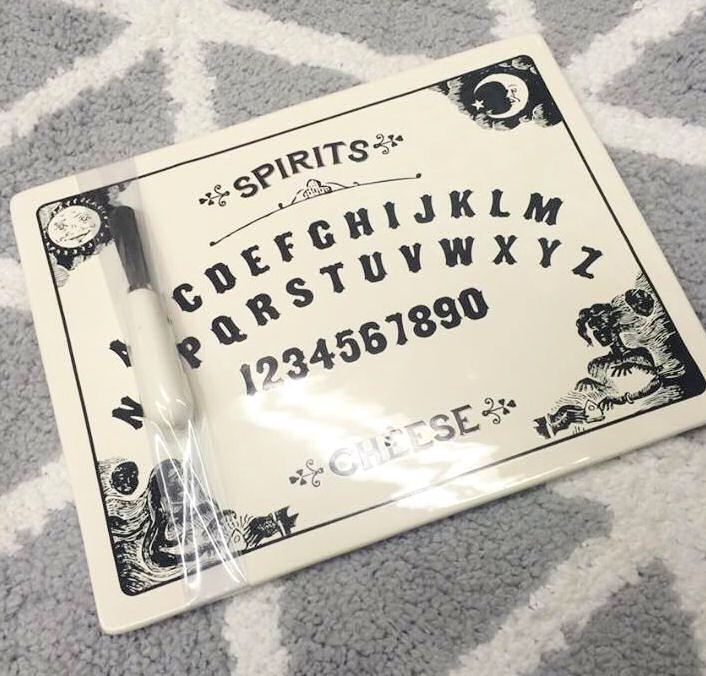 SPIRITS
A CDEFGHIJKLM
N PQRSTUVWXYZ
1234567890
CHEESE